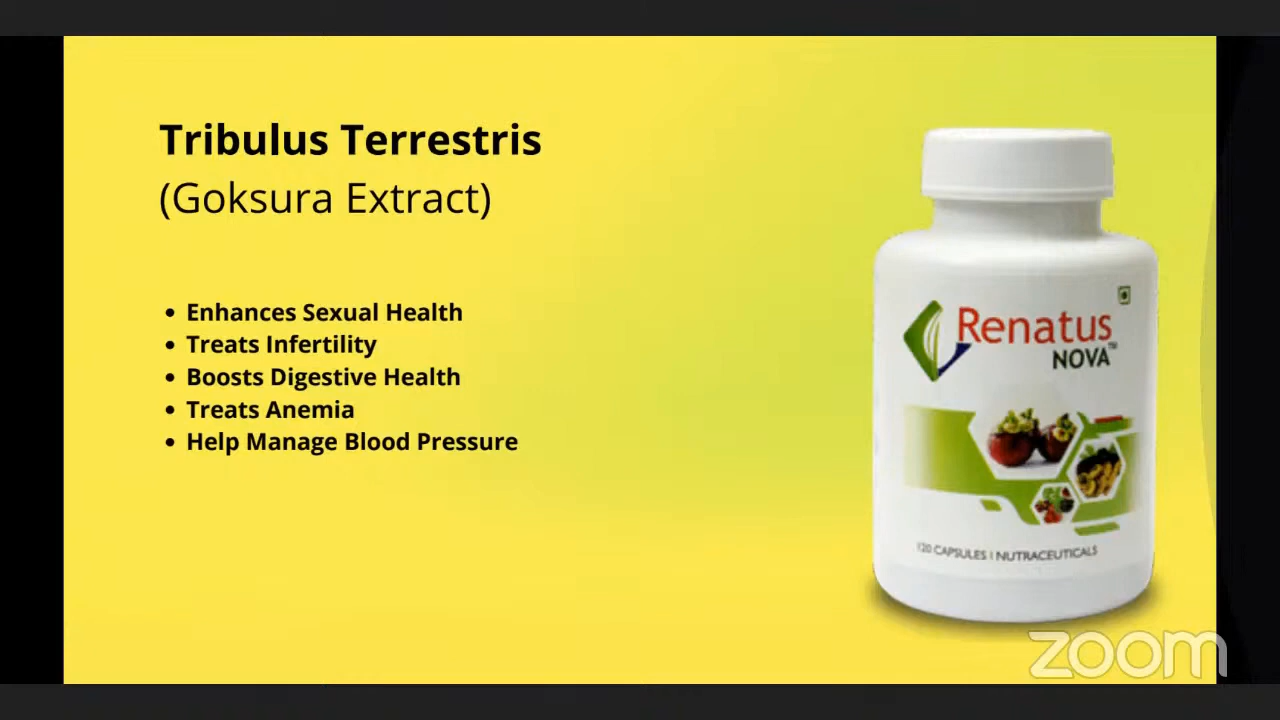 Tribulus Terrestris
(Goksura Extract)
• Enhances Sexual Health
• Treats Infertility
• Boosts Digestive Health
• Treats Anemia
• Help Manage Blood Pressure
Renatus
NOVA™
120 CAPSULES | NUTRACEUTICALS
zoom